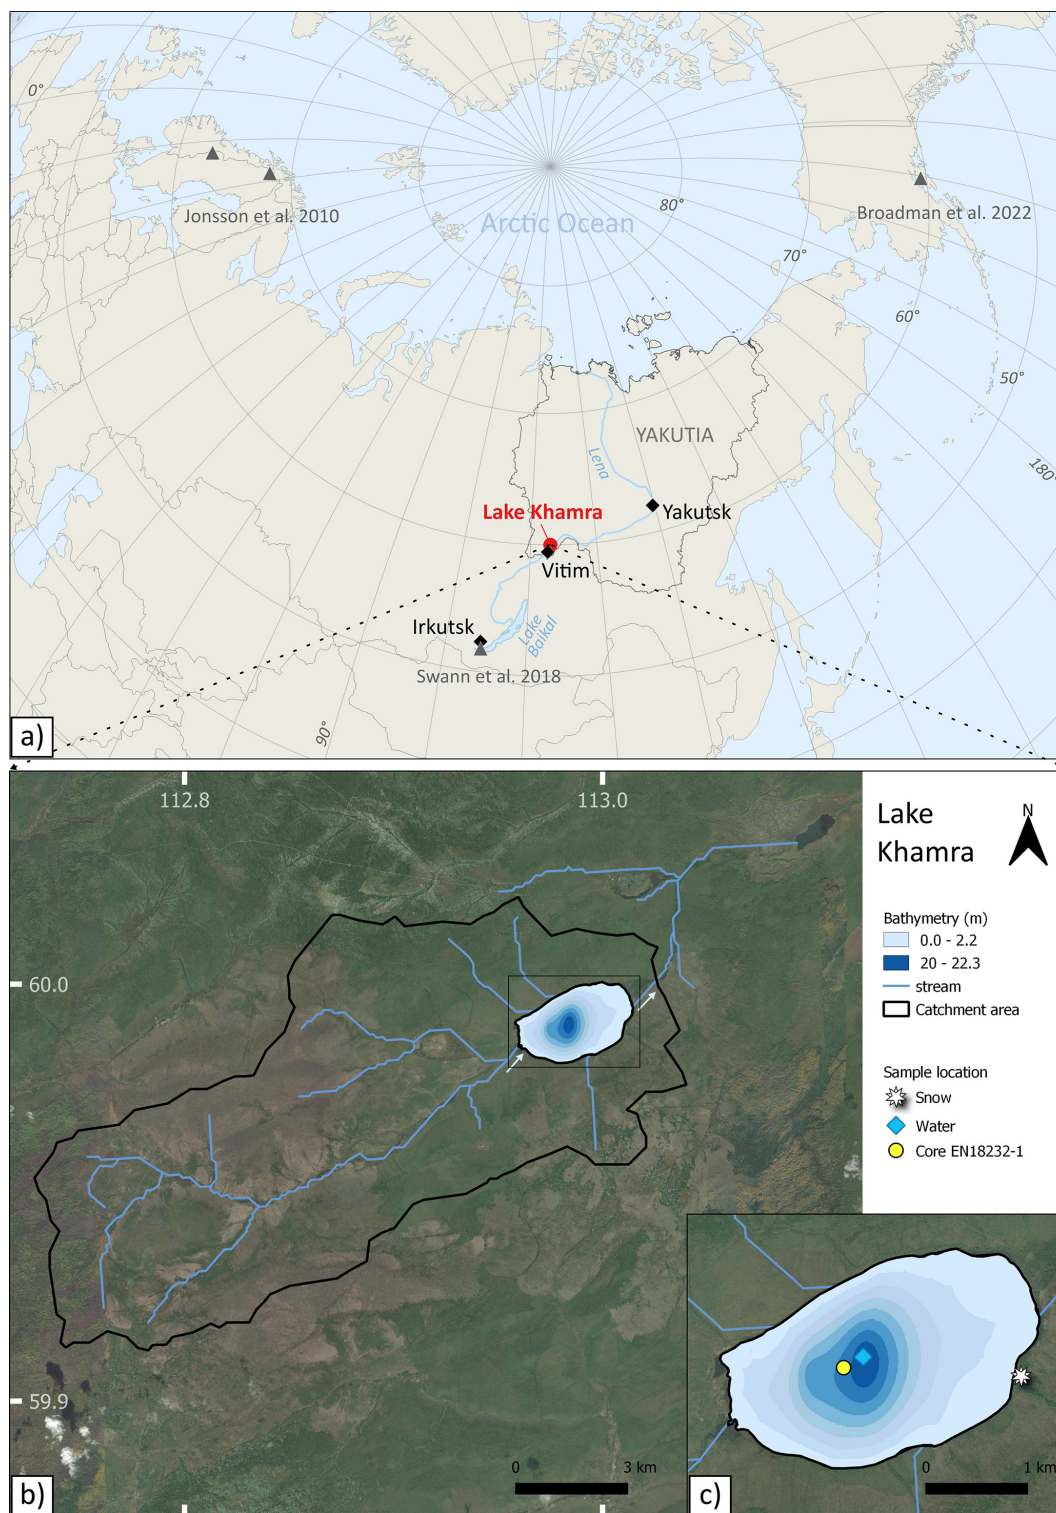 0°
Jonsson et al. 2010
Arctic Ocean
80°
Broadman et al. 2022
70°
60°
50°
180°
YAKUTIA
Lena
Lake Khamra
Yakutsk
Vitim
Irkutsk
Lake
Baikal
Swann et al. 2018
90°
a)
112.8
113.0
60.0
59.9
Lake
Khamra
N
Bathymetry (m)
0.0 - 2.2
20 - 22.3
stream
Catchment area
Sample location
Snow
Water
Core EN18232-1
0
3 km
b)
0
1 km
c)